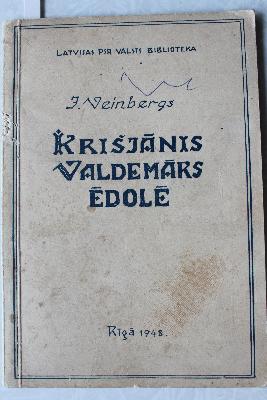 LATVIJAS PSR VALSTS BIBLIOTEKA
J. Veinbergs
KRIŠJĀNIS
VALDEMĀRS
ĒDOLĒ
Rīgā 1948.